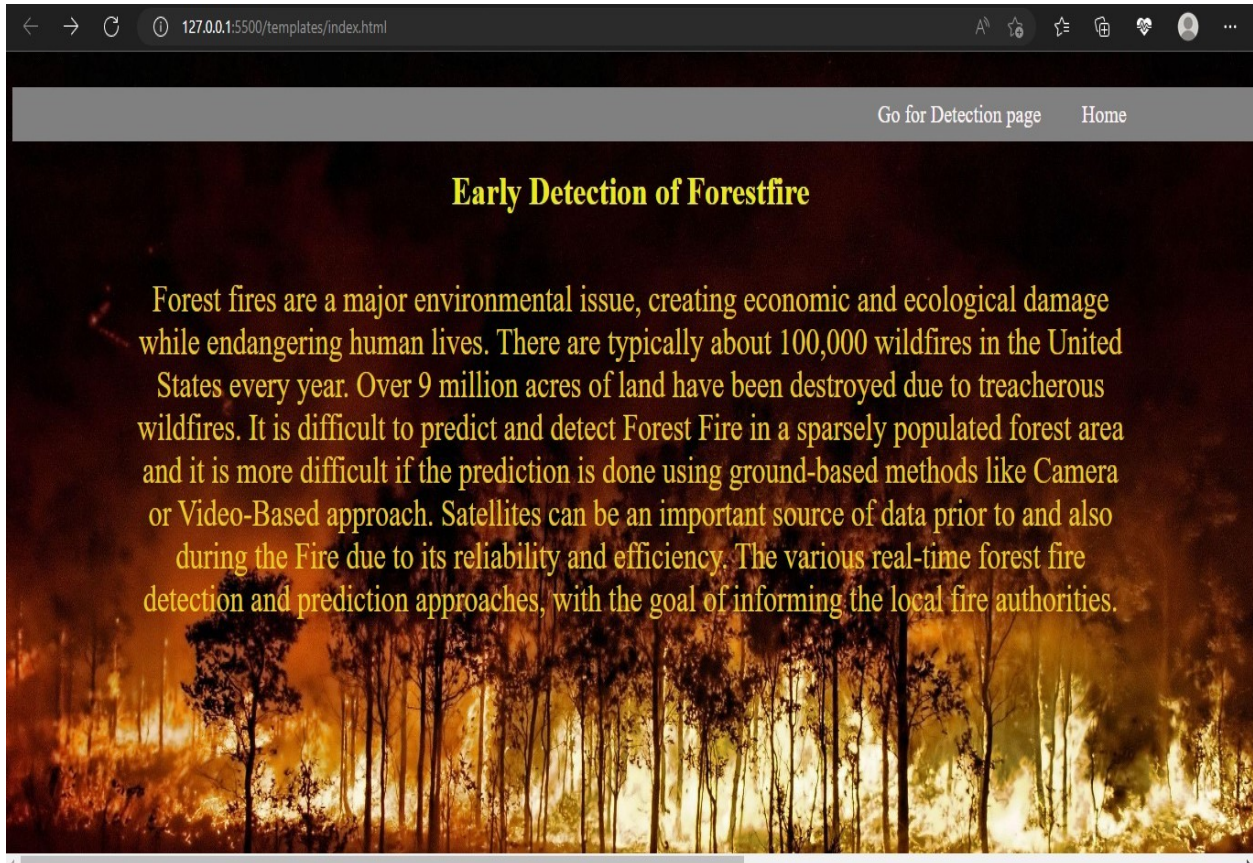 127.0.0.1:5500/templates/index.html
Go for Detection page Home
Early Detection of Forestfire
Forest fires are a major environmental issue, creating economic and ecological damage
while endangering human lives. There are typically about 100,000 wildfires in the United
States every year. Over 9 million acres of land have been destroyed due to treacherous
wildfires. It is difficult to predict and detect Forest Fire in a sparsely populated forest area
and it is more difficult if the prediction is done using ground-based methods like Camera
or Video-Based approach. Satellites can be an important source of data prior to and also
during the Fire due to its reliability and efficiency. The various real-time forest fire
detection and prediction approaches, with the goal of informing the local fire authorities.